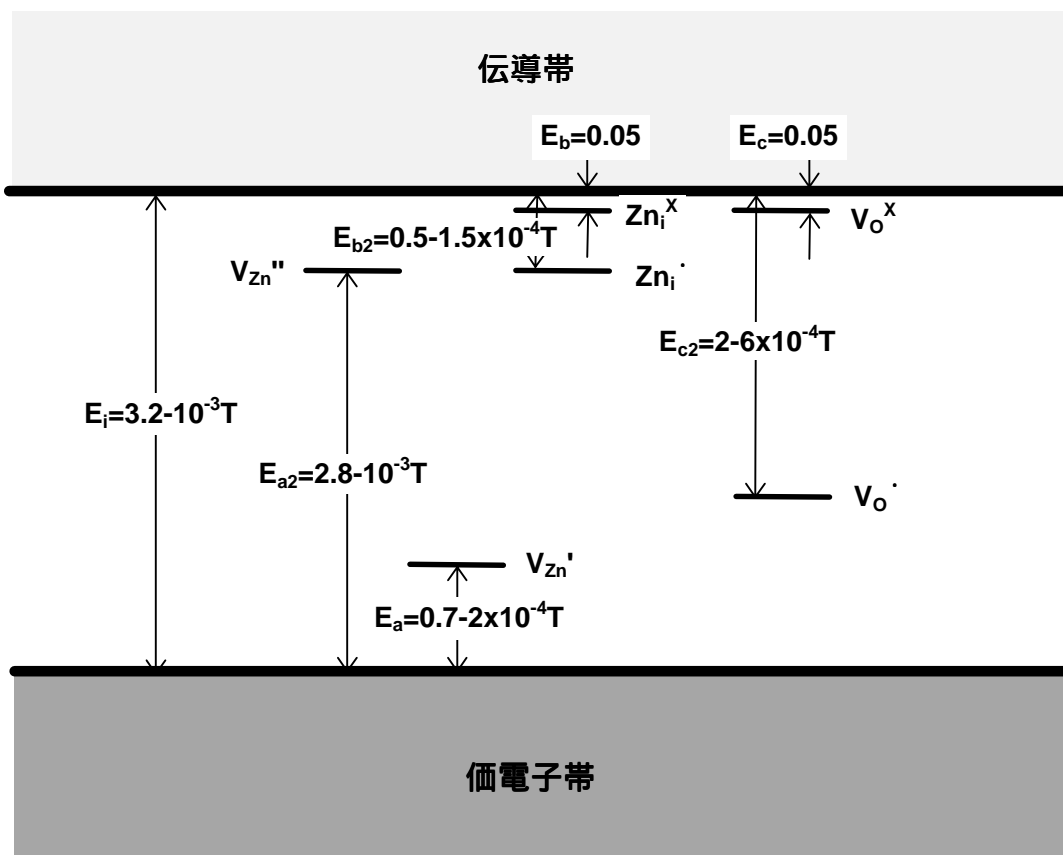 伝導帯
E_b=0.05
E_c=0.05
Zn_i^X
V_O^X
E_b2=0.5-1.5x10^-4T
V_Zn"
Zn_i^·
E_c2=2-6x10^-4T
E_i=3.2-10^-3T
E_a2=2.8-10^-3T
V_O^·
V_Zn'
E_a=0.7-2x10^-4T
価電子帯